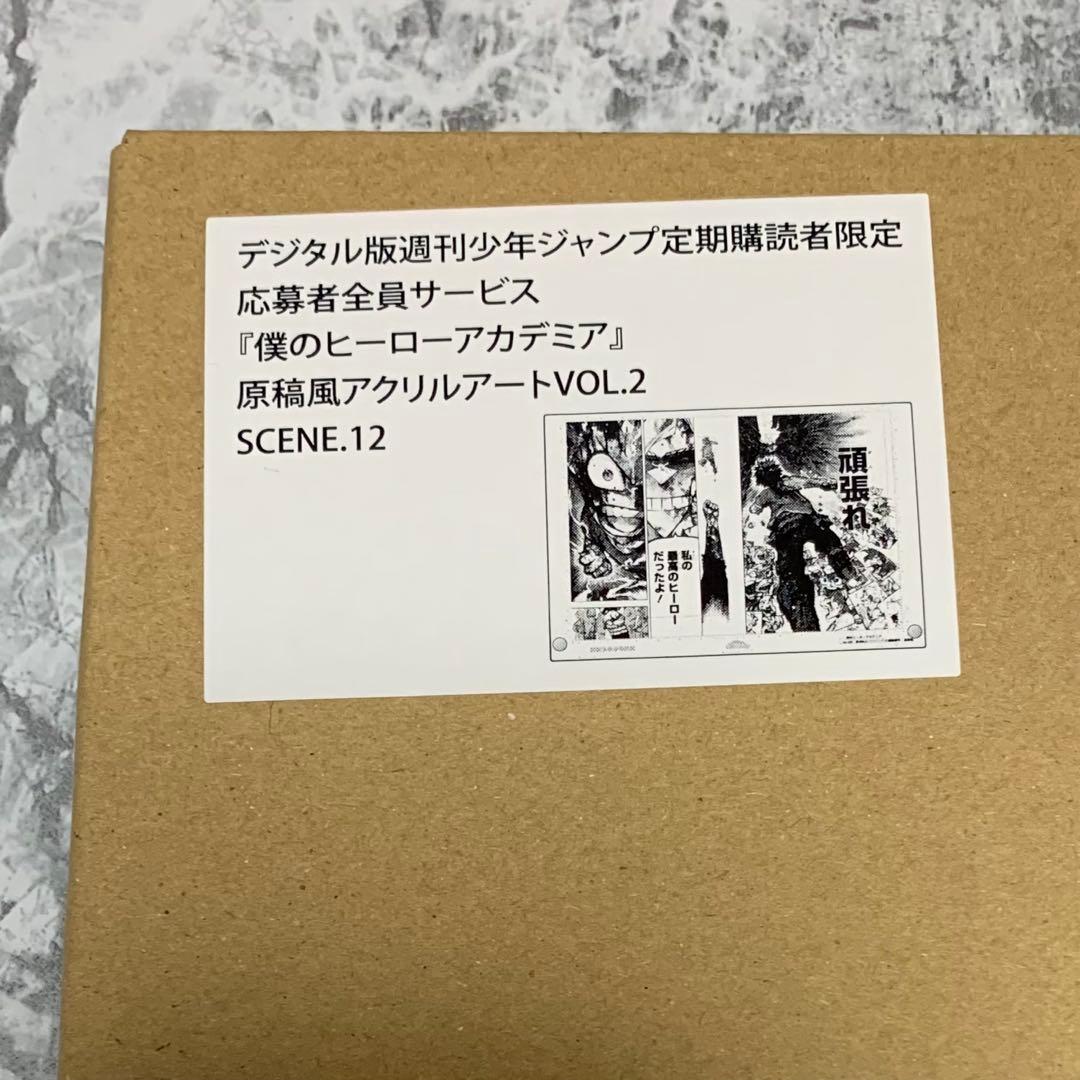 デジタル版週刊少年ジャンプ定期購読者限定
応募者全員サービス
『僕のヒーローアカデミア』
原稿風アクリルアートVOL.2
SCENE.12
頑張れ
私の
最高のヒーロー
だったよ!